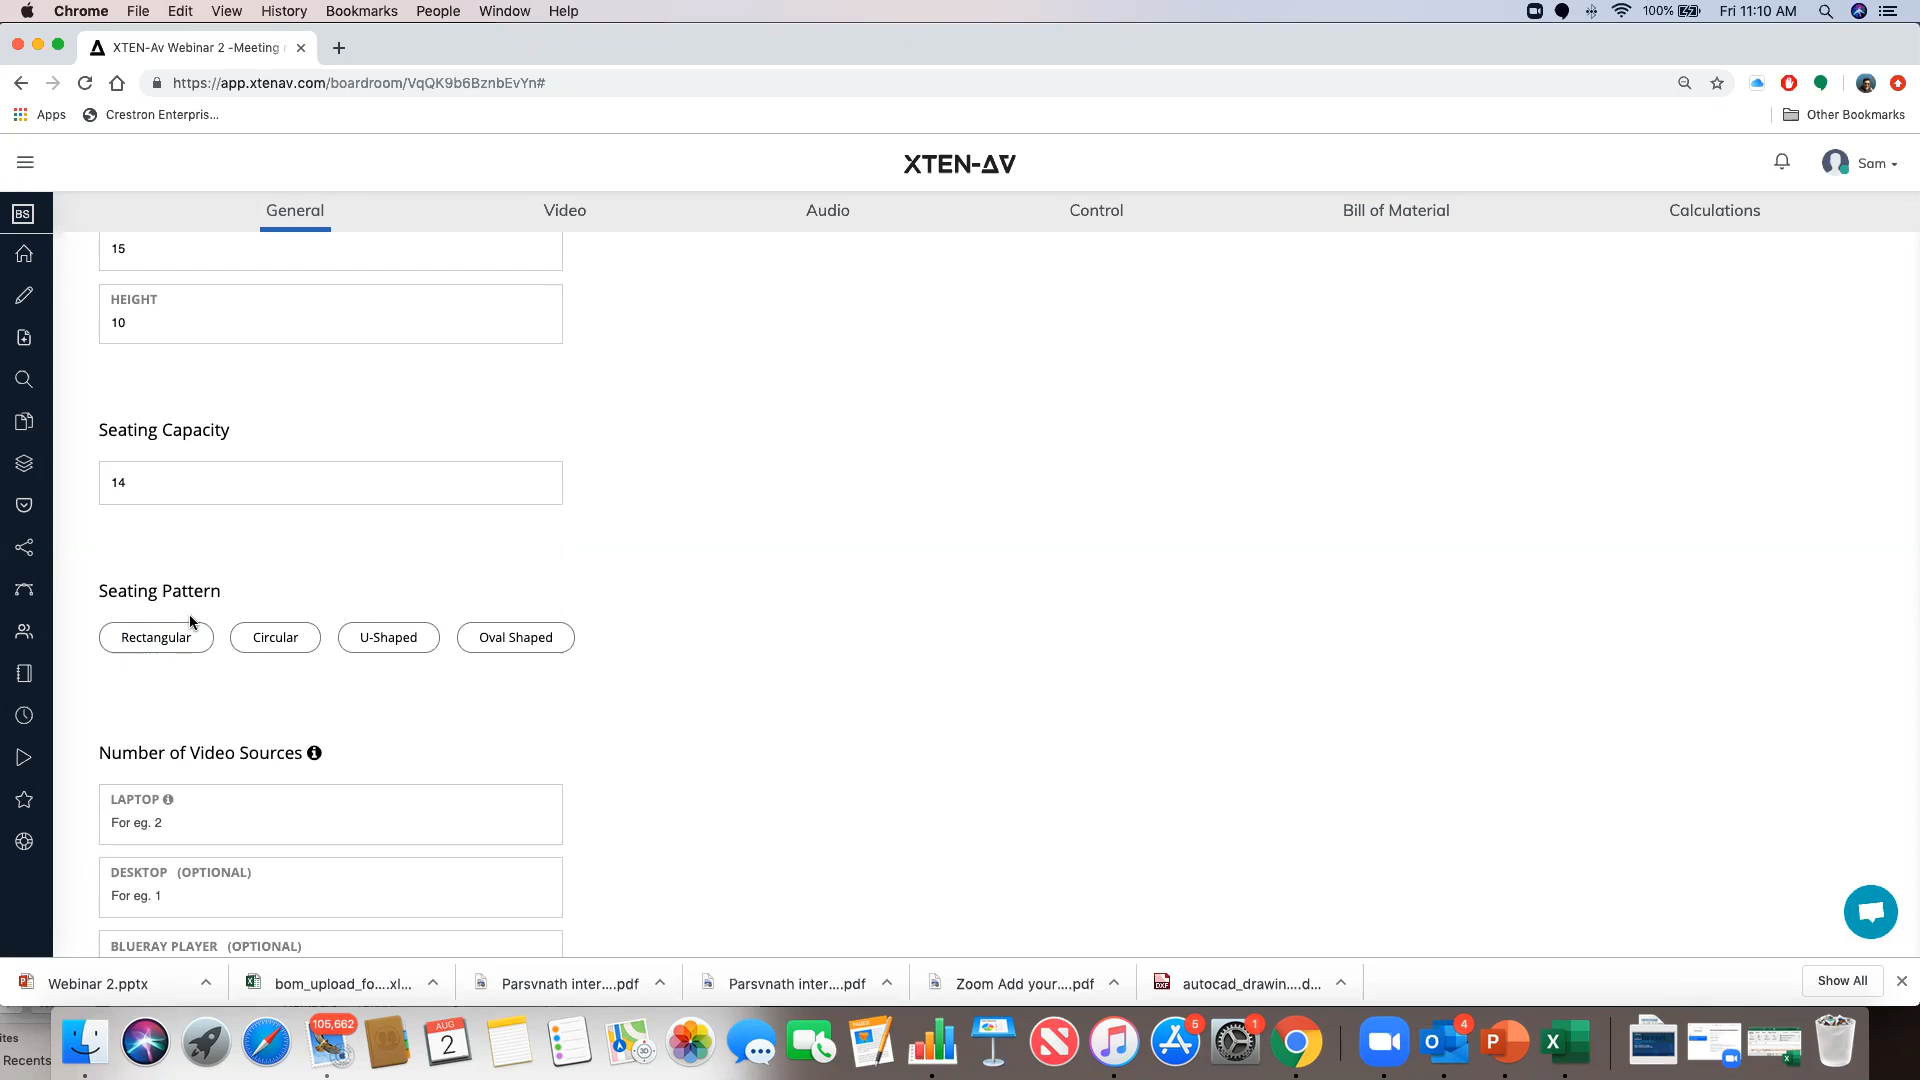 Chrome File Edit View History Bookmarks People Window Help 100% Fri 11:10 AM
XTEN-Av Webinar 2 -Meeting
https://app.xtenav.com/boardroom/VqQK9b6BznbEvYn#
Apps Crestron Enterpris... Other Bookmarks
XTEN-AV Sam
BS General Video Audio Control Bill of Material Calculations
15
HEIGHT
10
Seating Capacity
14
Seating Pattern
Rectangular Circular U-Shaped Oval Shaped
Number of Video Sources
LAPTOP
For eg. 2
DESKTOP (OPTIONAL)
For eg. 1
BLUERAY PLAYER (OPTIONAL)
Webinar 2.pptx bom_upload_fo....xl... Parsvnath inter....pdf Parsvnath inter....pdf Zoom Add your....pdf autocad_drawin....d... Show All
105,662
AUG
2
PAGES
3D
5
1
4
O
P
X
ites
Recents